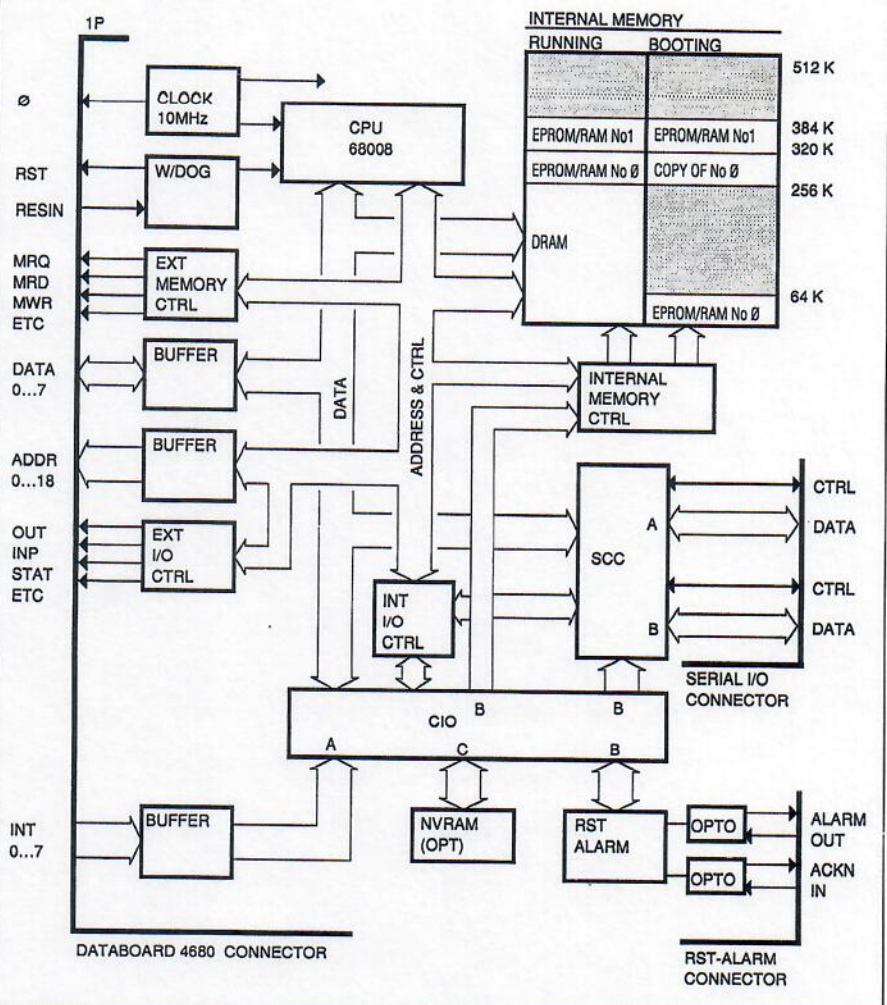 1P
INTERNAL MEMORY
RUNNING BOOTING
512 K
EPROM/RAM No1 EPROM/RAM No1
384 K
320 K
EPROM/RAM No Ø COPY OF No Ø
256 K
DRAM
64 K
EPROM/RAM No Ø
Ø
CLOCK
10MHz
CPU
68008
RST
RESIN
W/DOG
MRQ
MRD
MWR
ETC
EXT
MEMORY
CTRL
DATA
0...7
BUFFER
DATA
ADDRESS & CTRL
INTERNAL
MEMORY
CTRL
ADDR
0...18
BUFFER
OUT
INP
STAT
ETC
EXT
I/O
CTRL
INT
I/O
CTRL
SCC
A
B
CTRL
DATA
CTRL
DATA
SERIAL I/O
CONNECTOR
CIO
B
B
A
C
B
INT
0...7
BUFFER
NVRAM
(OPT)
RST
ALARM
OPTO
OPTO
ALARM
OUT
ACKN
IN
DATABOARD 4680 CONNECTOR
RST-ALARM
CONNECTOR